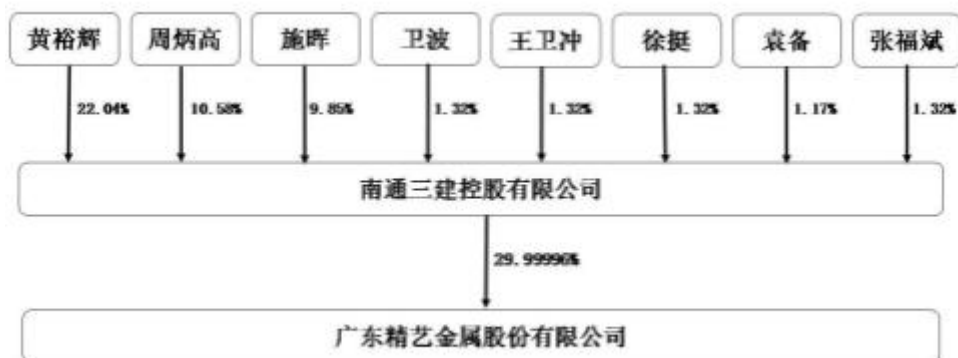 黄裕辉 周炳高 施晖 卫波 王卫冲 徐挺 袁备 张福斌
22.04% 10.58% 9.85% 1.32% 1.32% 1.32% 1.17% 1.32%
南通三建控股有限公司
29.99996%
广东精艺金属股份有限公司